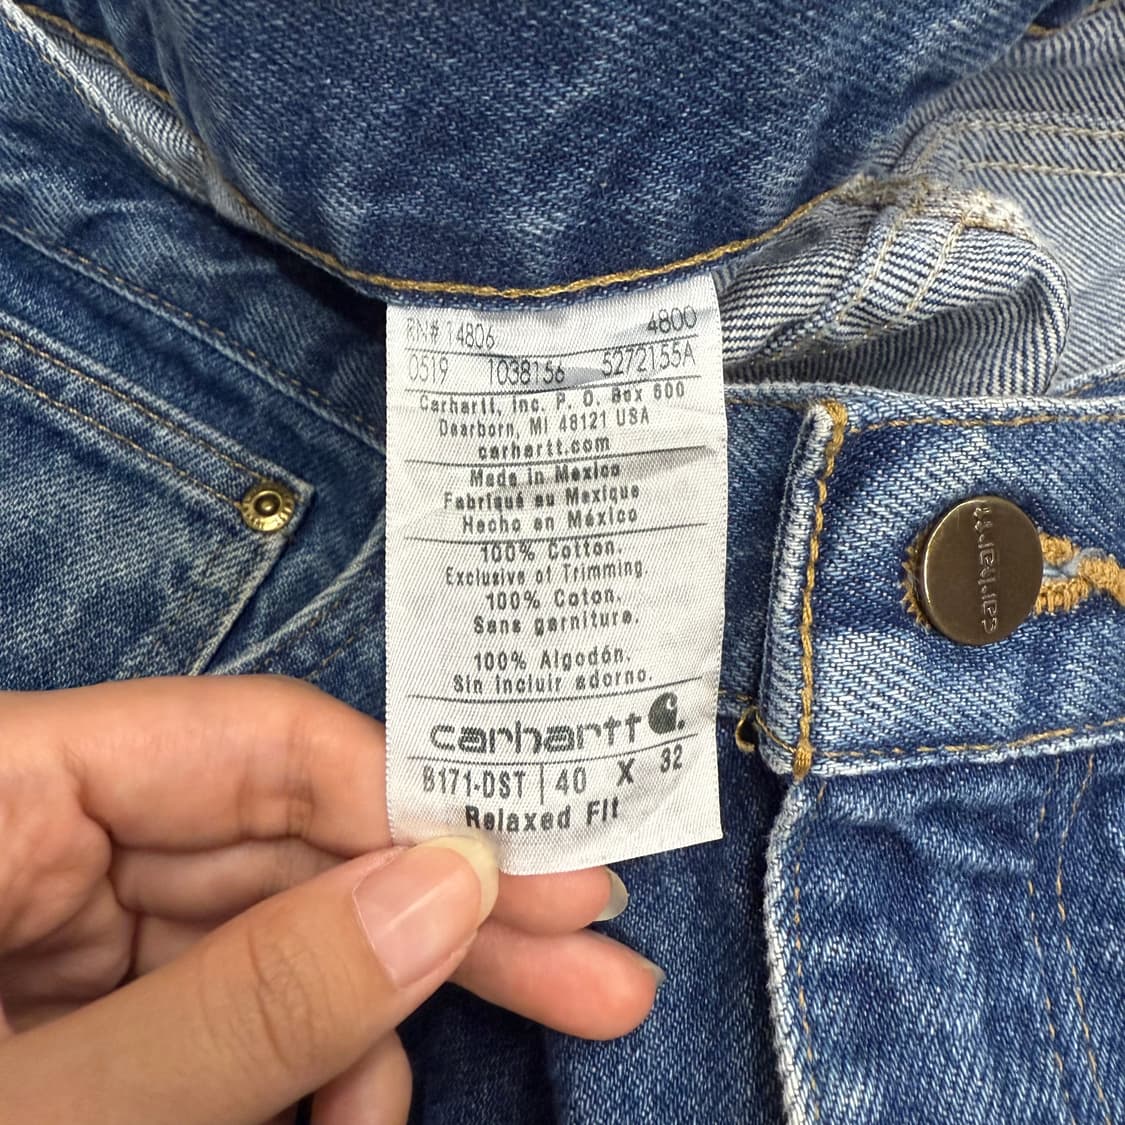 RN# 14806 4800
0519 1038156 5272155A
Carhartt, Inc. P. O. Box 600
Dearborn, MI 48121 USA
carhartt.com
Made in Mexico
Fabriqué au Mexique
Hecho en México
100% Cotton.
Exclusive of Trimming.
100% Coton.
Sans garniture.
100% Algodón.
Sin incluir adorno.
carhartt
B171-DST | 40 X 32
Relaxed Fit
carhartt